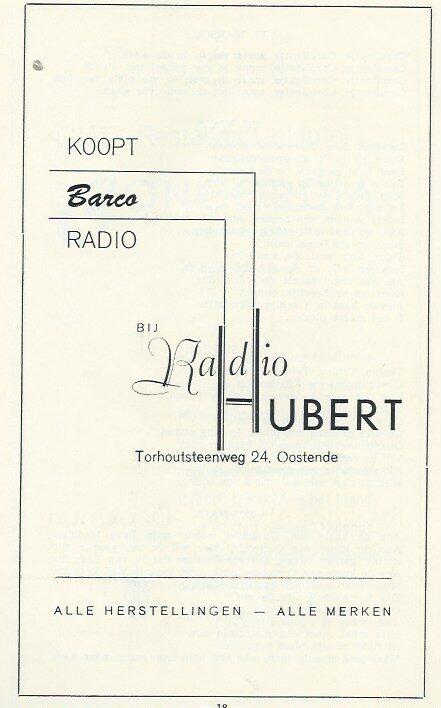 KOOPT
Barco
RADIO
BIJ
Radio
HUBERT
Torhoutsteenweg 24, Oostende
ALLE HERSTELLINGEN — ALLE MERKEN
18